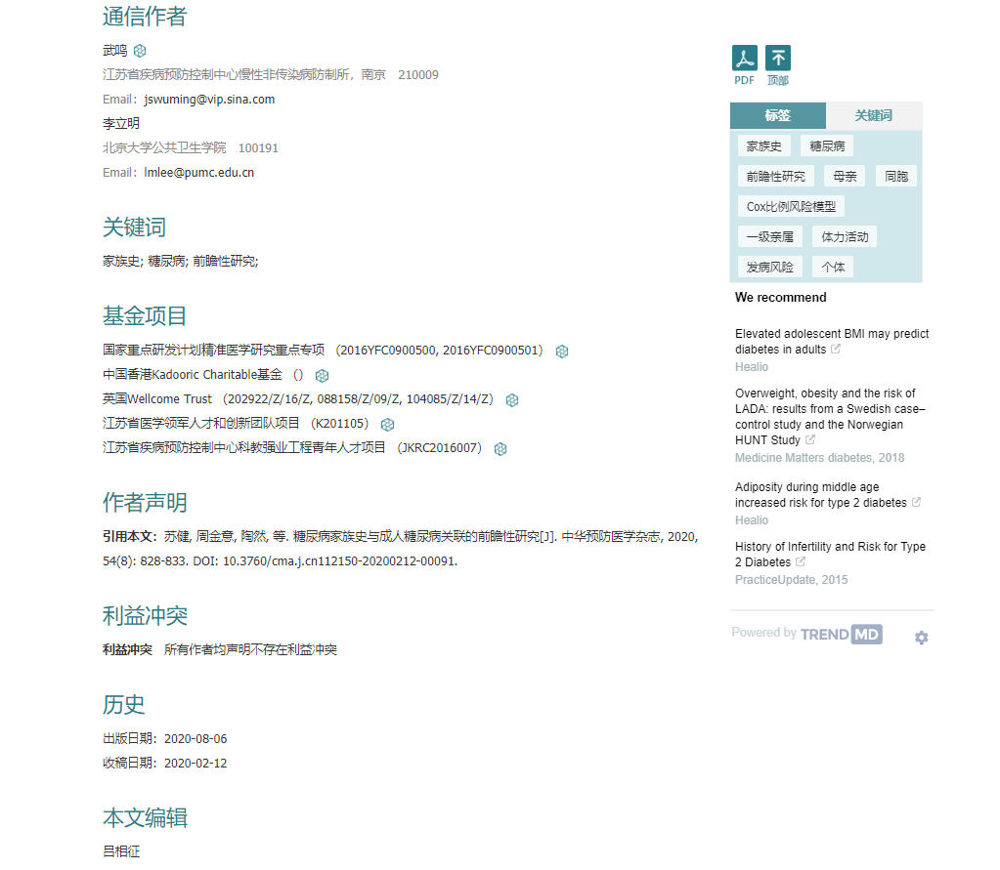 通信作者
武鸣
江苏省疾病预防控制中心慢性非传染病防制所，南京 210009
Email：jswuming@vip.sina.com
李立明
北京大学公共卫生学院 100191
Email：lmlee@pumc.edu.cn
关键词
家族史; 糖尿病; 前瞻性研究;
基金项目
国家重点研发计划精准医学研究重点专项 （2016YFC0900500, 2016YFC0900501）
中国香港Kadooric Charitable基金 （）
英国Wellcome Trust （202922/Z/16/Z, 088158/Z/09/Z, 104085/Z/14/Z）
江苏省医学领军人才和创新团队项目 （K201105）
江苏省疾病预防控制中心科教强业工程青年人才项目 （JKRC2016007）
作者声明
引用本文：苏健, 周金意, 陶然, 等. 糖尿病家族史与成人糖尿病关联的前瞻性研究[J]. 中华预防医学杂志, 2020,
54(8): 828-833. DOI: 10.3760/cma.j.cn112150-20200212-00091.
利益冲突
利益冲突 所有作者均声明不存在利益冲突
历史
出版日期：2020-08-06
收稿日期：2020-02-12
本文编辑
吕相征
PDF 顶部
标签 关键词
家族史 糖尿病
前瞻性研究 母亲 同胞
Cox比例风险模型
一级亲属 体力活动
发病风险 个体
We recommend
Elevated adolescent BMI may predict
diabetes in adults
Healio
Overweight, obesity and the risk of
LADA: results from a Swedish case–
control study and the Norwegian
HUNT Study
Medicine Matters diabetes, 2018
Adiposity during middle age
increased risk for type 2 diabetes
Healio
History of Infertility and Risk for Type
2 Diabetes
PracticeUpdate, 2015
Powered by TREND MD